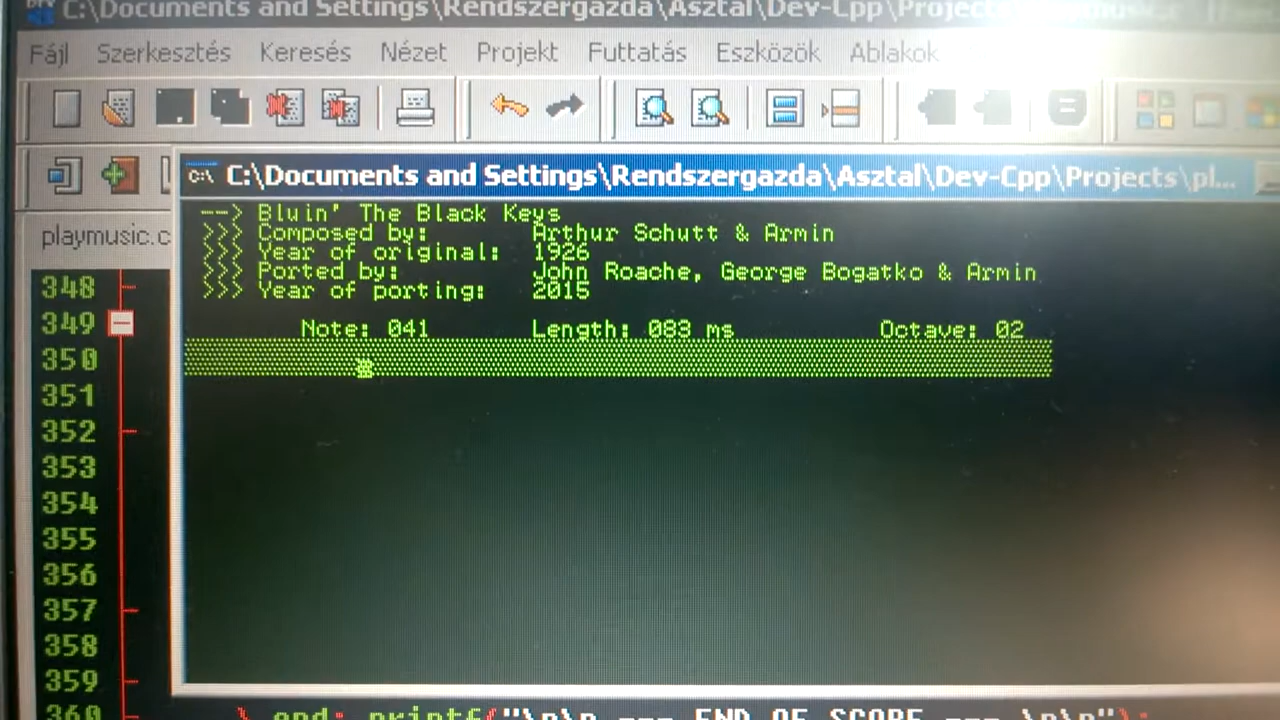 C:\Documents and Settings\Rendszergazda\Asztal\Dev-Cpp\Projects\
Fájl Szerkesztés Keresés Nézet Projekt Futtatás Eszközök Ablakok
C:\Documents and Settings\Rendszergazda\Asztal\Dev-Cpp\Projects\pl...
playmusic.c
--> Bluin' The Black Keys
>>> Composed by: Arthur Schutt & Armin
>>> Year of original: 1926
>>> Ported by: John Roache, George Bogatko & Armin
>>> Year of porting: 2015
Note: 041 Length: 083 ms Octave: 02
348
349
350
351
352
353
354
355
356
357
358
359
360 } end: printf("\n\n --- END OF SCORE --- \n\n");